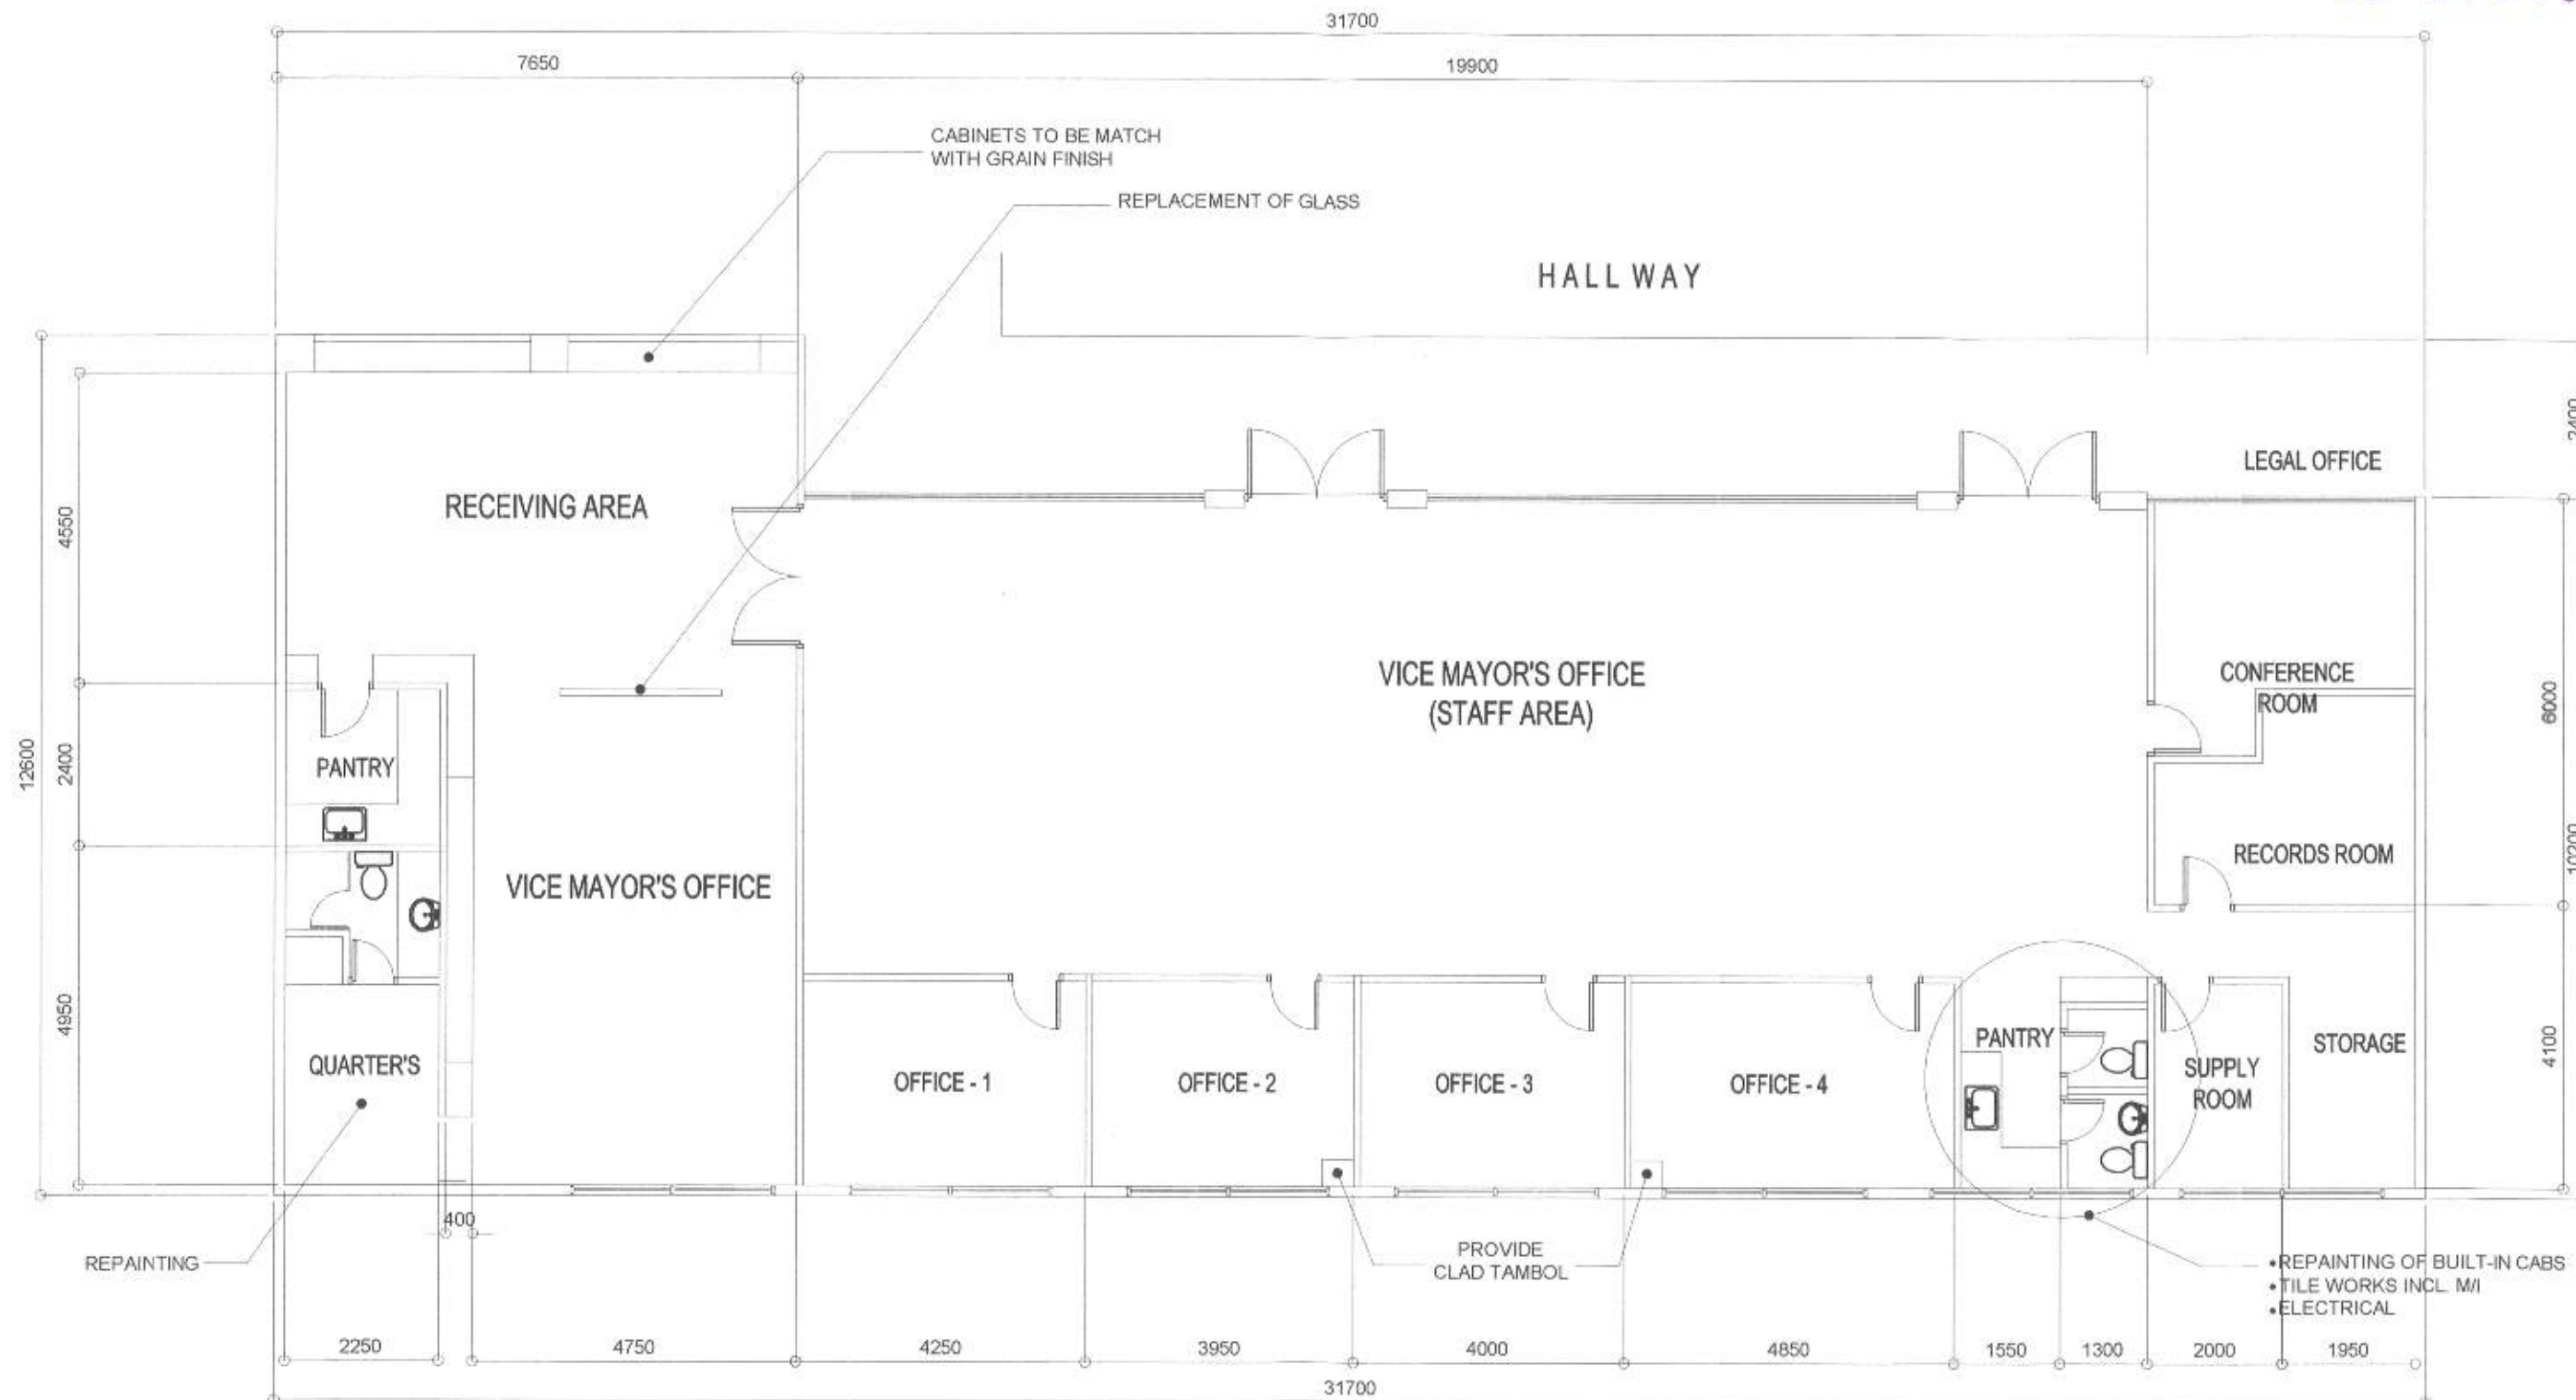 31700
7650
19900
CABINETS TO BE MATCH
WITH GRAIN FINISH
REPLACEMENT OF GLASS
HALL WAY
2400
LEGAL OFFICE
RECEIVING AREA
4550
VICE MAYOR'S OFFICE
(STAFF AREA)
CONFERENCE
ROOM
6000
12600
2400
PANTRY
RECORDS ROOM
10200
VICE MAYOR'S OFFICE
4950
QUARTER'S
OFFICE - 1
OFFICE - 2
OFFICE - 3
OFFICE - 4
PANTRY
SUPPLY
ROOM
STORAGE
4100
400
REPAINTING
PROVIDE
CLAD TAMBOL
•REPAINTING OF BUILT-IN CABS
•TILE WORKS INCL. M/I
•ELECTRICAL
2250
4750
4250
3950
4000
4850
1550
1300
2000
1950
31700